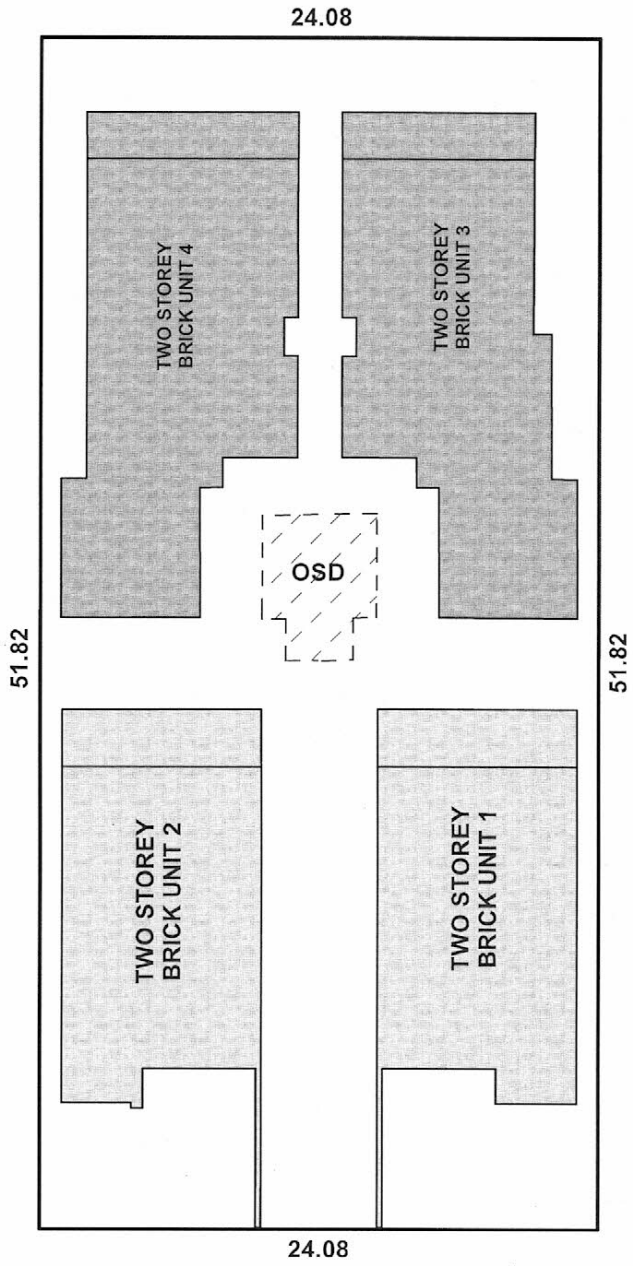 24.08
TWO STOREY
BRICK UNIT 4
TWO STOREY
BRICK UNIT 3
OSD
51.82
51.82
TWO STOREY
BRICK UNIT 2
TWO STOREY
BRICK UNIT 1
24.08